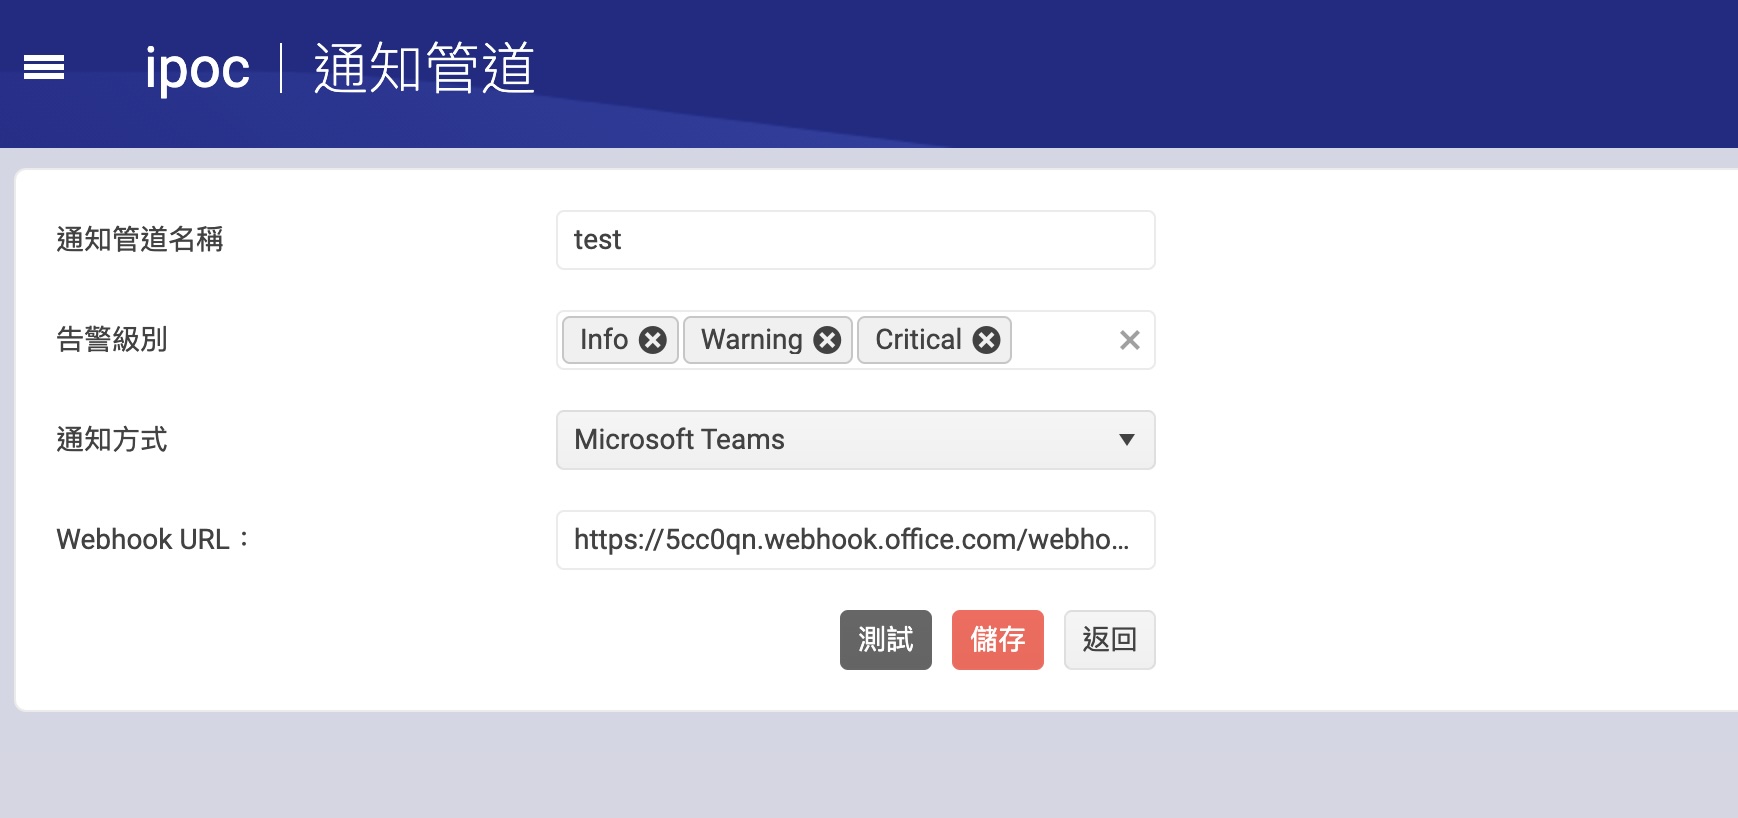 ipoc | 通知管道
通知管道名稱 test
告警級別 Info Warning Critical
通知方式 Microsoft Teams
Webhook URL： https://5cc0qn.webhook.office.com/webho...
測試 儲存 返回